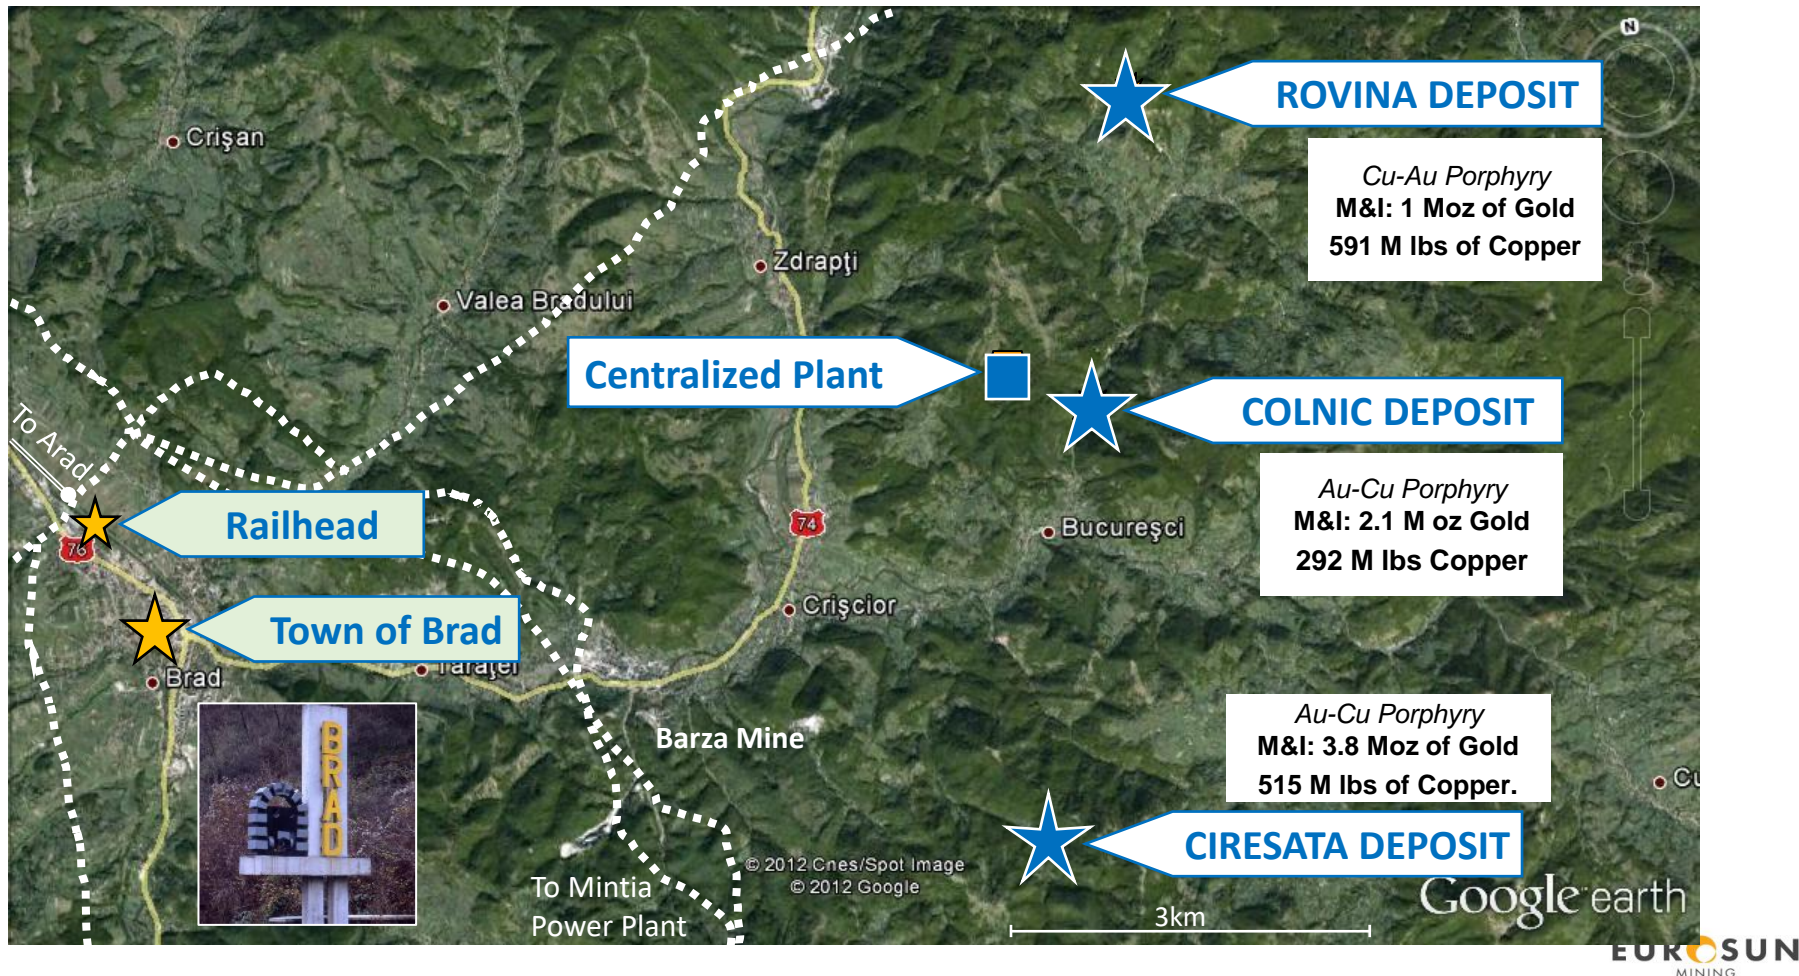 N
ROVINA DEPOSIT
Crişan
Cu-Au Porphyry
M&I: 1 Moz of Gold
591 M lbs of Copper
Zdrapţi
Valea Bradului
Centralized Plant
COLNIC DEPOSIT
To Arad
Au-Cu Porphyry
M&I: 2.1 M oz Gold
292 M lbs Copper
Railhead
74
Bucureşci
76
Crişcior
Town of Brad
Brad
BRAD
Barza Mine
Au-Cu Porphyry
M&I: 3.8 Moz of Gold
515 M lbs of Copper.
CIRESATA DEPOSIT
© 2012 Cnes/Spot Image
© 2012 Google
To Mintia
Power Plant
3km
Google earth
EUROSUN
MINING